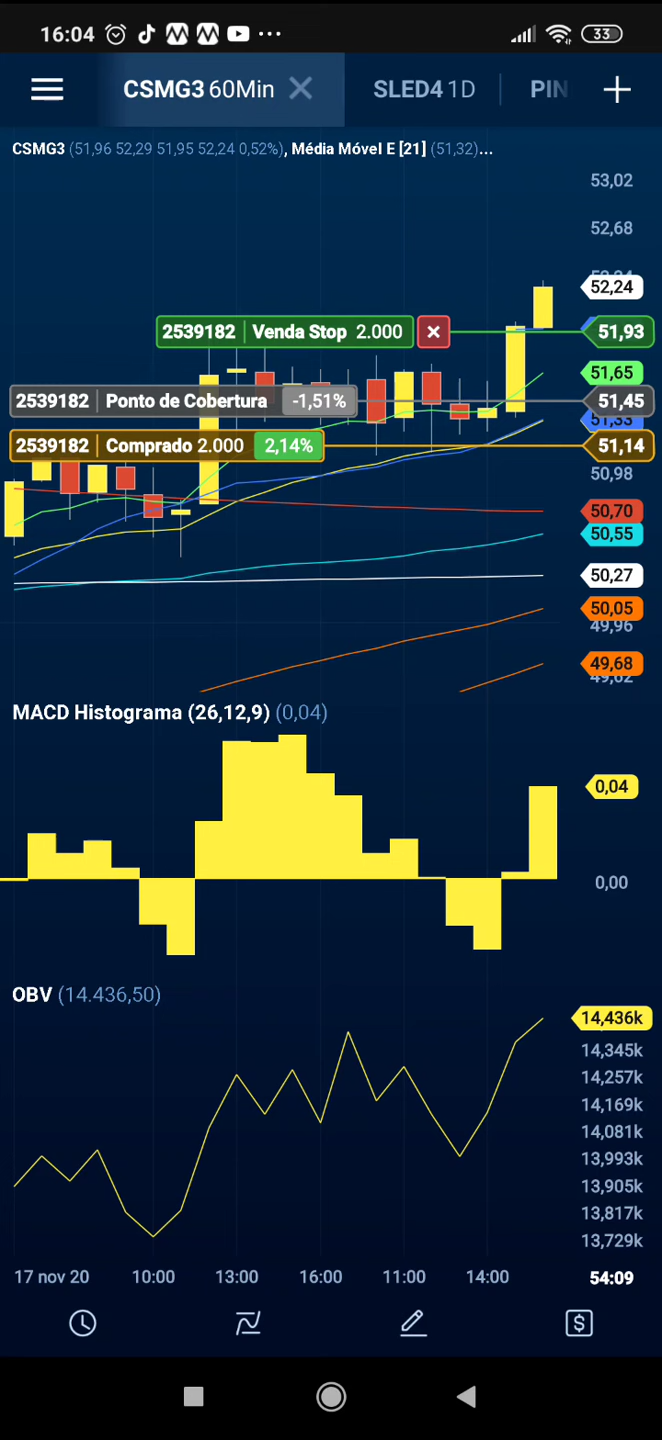 16:04
33
CSMG3 60Min
SLED4 1D
PIN
CSMG3 (51,96 52,29 51,95 52,24 0,52%), Média Móvel E [21] (51,32)...
53,02
52,68
52,24
2539182 Venda Stop 2.000
51,93
51,65
2539182 Ponto de Cobertura -1,51%
51,45
51,33
2539182 Comprado 2.000 2,14%
51,14
50,98
50,70
50,55
50,27
50,05
49,96
49,68
MACD Histograma (26,12,9) (0,04)
0,04
0,00
OBV (14.436,50)
14,436k
14,345k
14,257k
14,169k
14,081k
13,993k
13,905k
13,817k
13,729k
17 nov 20 10:00 13:00 16:00 11:00 14:00 54:09